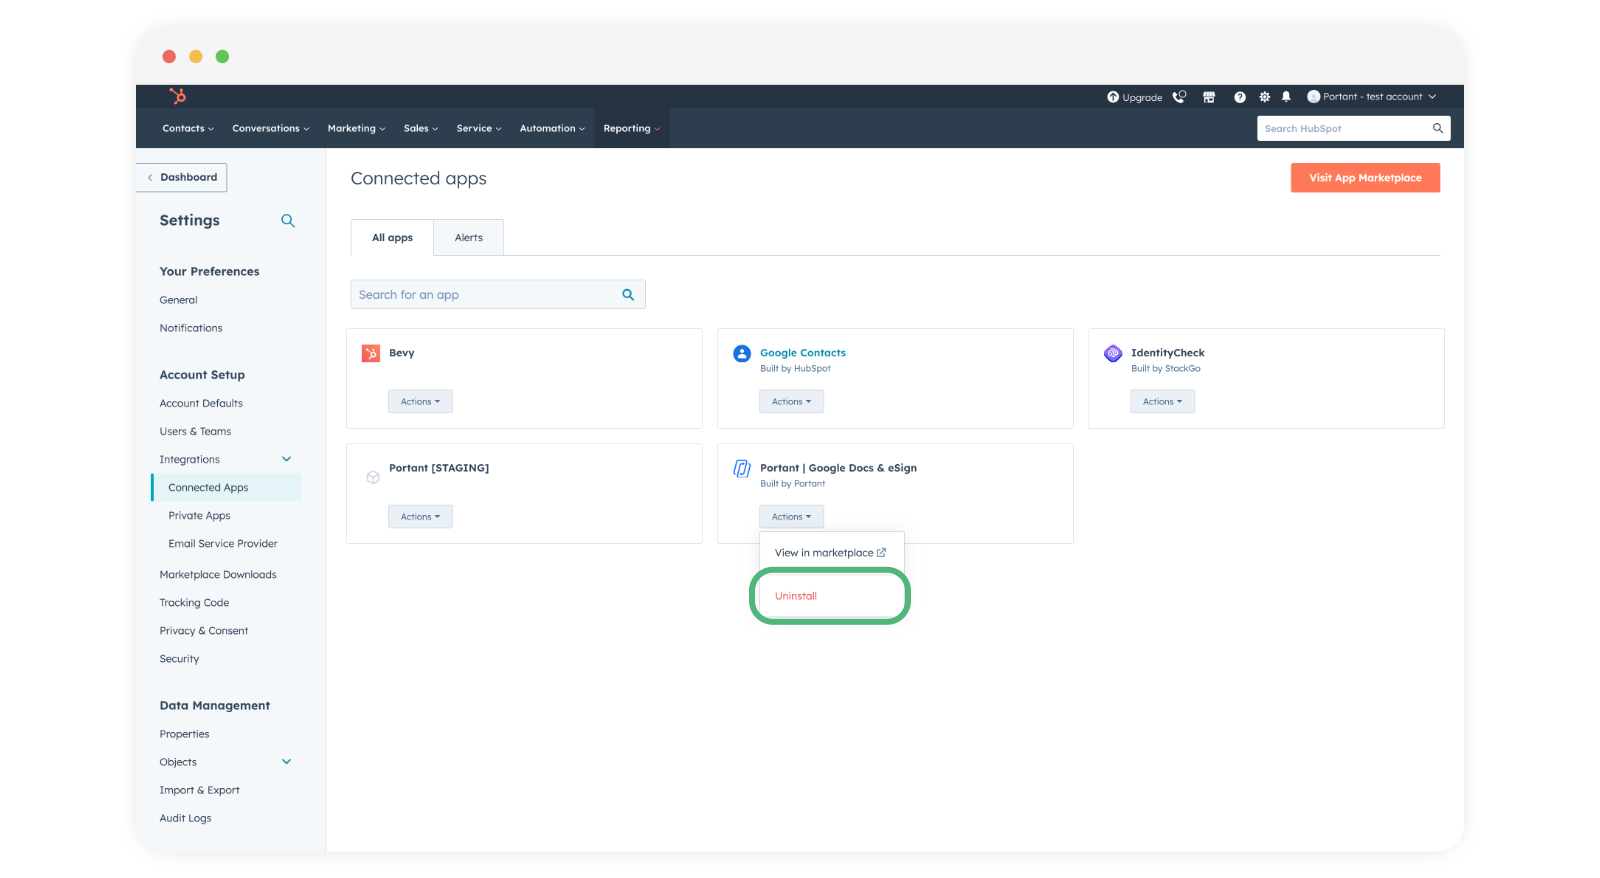 Upgrade
Portant - test account
Contacts
Conversations
Marketing
Sales
Service
Automation
Reporting
Search HubSpot
Dashboard
Settings
Your Preferences
General
Notifications
Account Setup
Account Defaults
Users & Teams
Integrations
Connected Apps
Private Apps
Email Service Provider
Marketplace Downloads
Tracking Code
Privacy & Consent
Security
Data Management
Properties
Objects
Import & Export
Audit Logs
Connected apps
Visit App Marketplace
All apps
Alerts
Search for an app
Bevy
Actions
Google Contacts
Built by HubSpot
Actions
IdentityCheck
Built by StackGo
Actions
Portant [STAGING]
Actions
Portant | Google Docs & eSign
Built by Portant
Actions
View in marketplace
Uninstall